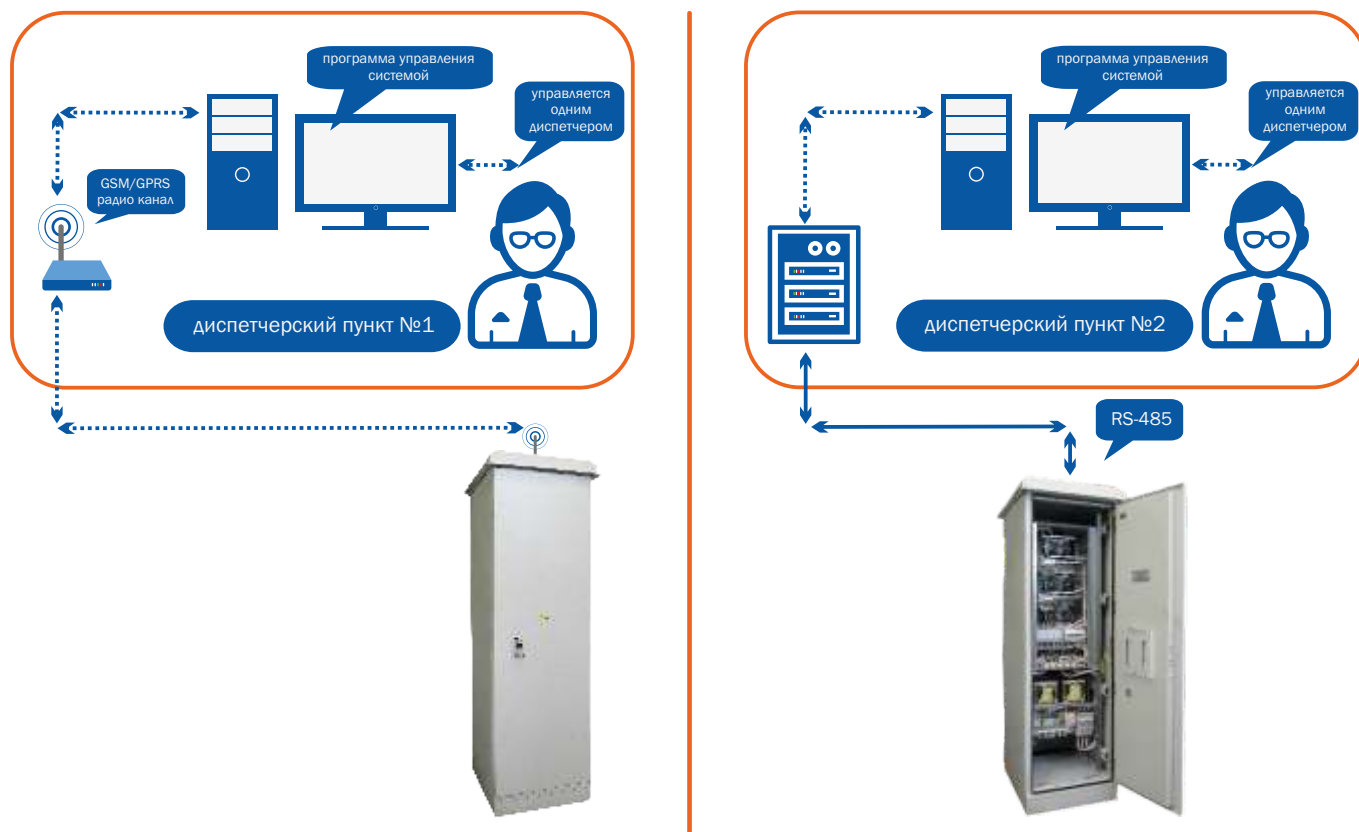 программа управления
системой
управляется
одним
диспетчером
GSM/GPRS
радио канал
диспетчерский пункт №1
программа управления
системой
управляется
одним
диспетчером
диспетчерский пункт №2
RS-485